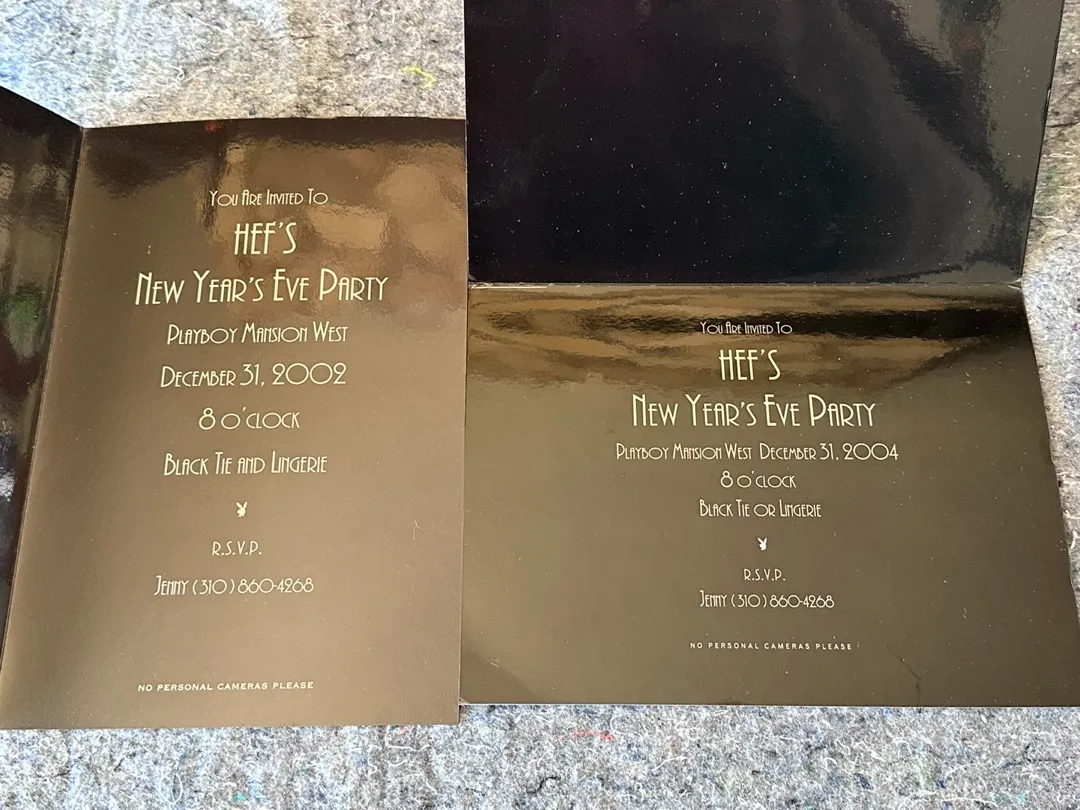 You Are Invited To
HEF'S
New Year's Eve Party
Playboy Mansion West
December 31, 2002
8 o'clock
Black Tie and Lingerie
R.S.V.P.
Jenny (310) 860-4268
NO PERSONAL CAMERAS PLEASE
You Are Invited To
HEF'S
New Year's Eve Party
Playboy Mansion West December 31, 2004
8 o'clock
Black Tie or Lingerie
R.S.V.P.
Jenny (310) 860-4268
NO PERSONAL CAMERAS PLEASE